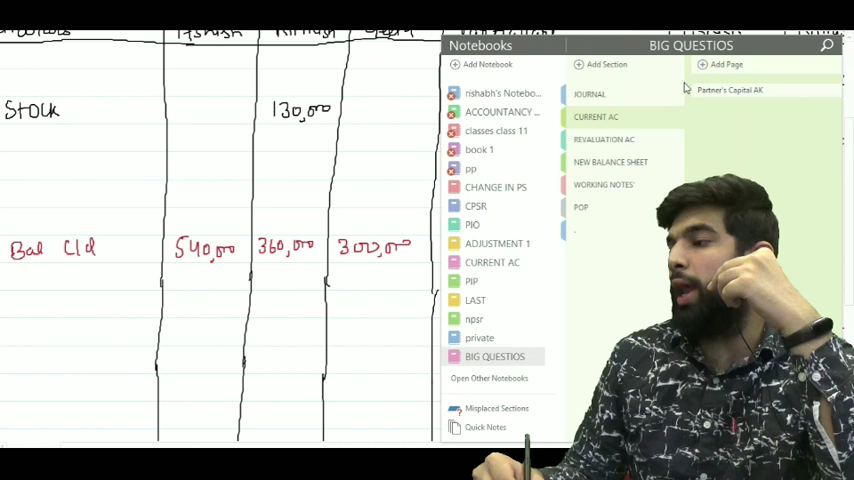 Notebooks
BIG QUESTIOS
Add Notebook
Add Section
Add Page
rishabh's Notebo...
ACCOUNTANCY ...
classes class 11
book 1
pp
CHANGE IN PS
CPSR
PIO
ADJUSTMENT 1
CURRENT AC
PIP
LAST
npsr
private
BIG QUESTIOS
Open Other Notebooks
Misplaced Sections
Quick Notes
JOURNAL
CURRENT AC
REVALUATION AC
NEW BALANCE SHEET
WORKING NOTES'
POP
.
Partner's Capital AK
Stock 130,000
Bal C/d 540,000 360,000 300,000